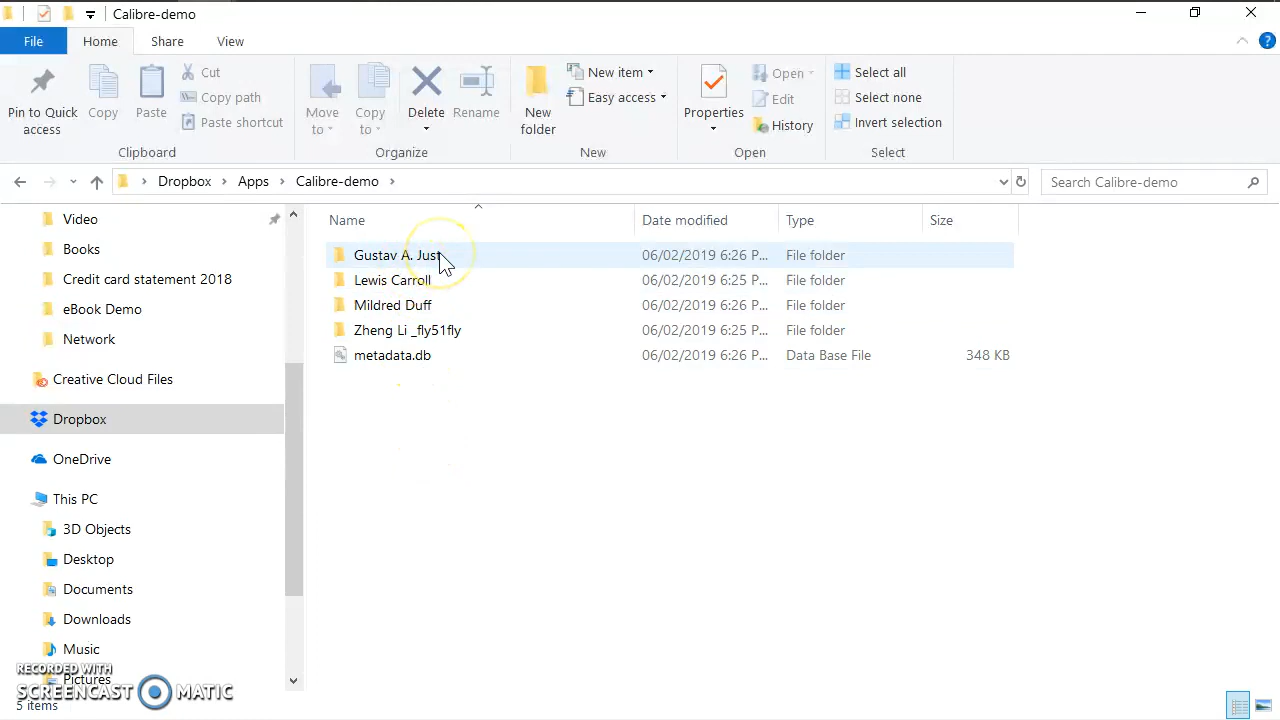 Calibre-demo
File Home Share View
Pin to Quick access
Copy
Paste
Cut
Copy path
Paste shortcut
Clipboard
Move to
Copy to
Delete
Rename
Organize
New folder
New item
Easy access
New
Properties
Open
Edit
History
Open
Select all
Select none
Invert selection
Select
Dropbox > Apps > Calibre-demo >
Search Calibre-demo
Video
Books
Credit card statement 2018
eBook Demo
Network
Creative Cloud Files
Dropbox
OneDrive
This PC
3D Objects
Desktop
Documents
Downloads
Music
Pictures
Name Date modified Type Size
Gustav A. Just 06/02/2019 6:26 P... File folder
Lewis Carroll 06/02/2019 6:25 P... File folder
Mildred Duff 06/02/2019 6:26 P... File folder
Zheng Li _fly51fly 06/02/2019 6:25 P... File folder
metadata.db 06/02/2019 6:26 P... Data Base File 348 KB
RECORDED WITH
SCREENCAST MATIC
5 items